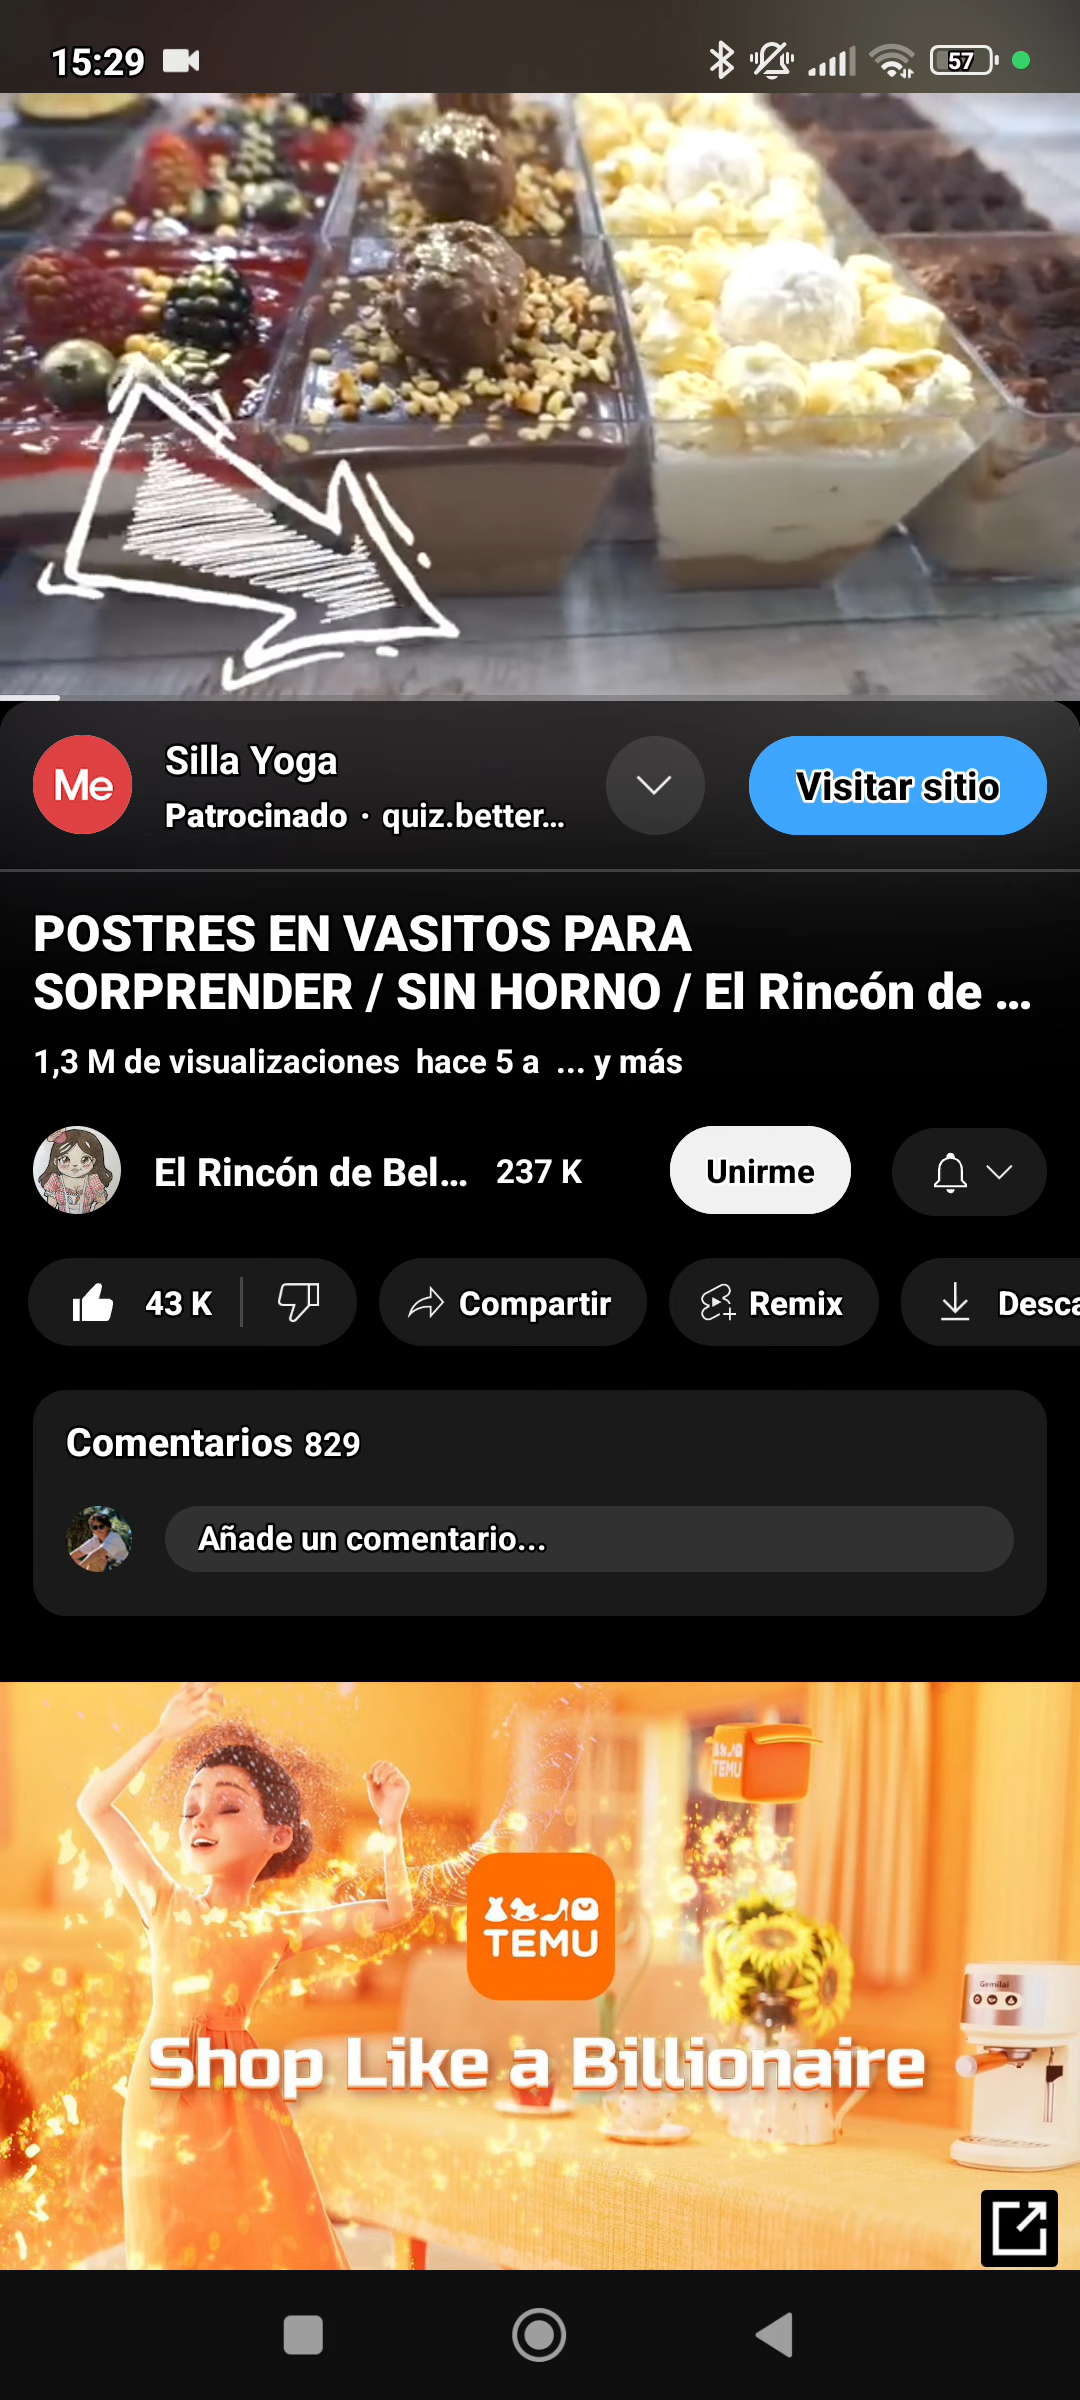 15:29
57
Me
Silla Yoga
Patrocinado · quiz.better...
Visitar sitio
POSTRES EN VASITOS PARA
SORPRENDER / SIN HORNO / El Rincón de ...
1,3 M de visualizaciones hace 5 a ... y más
El Rincón de Bel... 237 K
Unirme
43 K
Compartir
Remix
Desca
Comentarios 829
Añade un comentario...
TEMU
TEMU
Gemilai
Shop Like a Billionaire